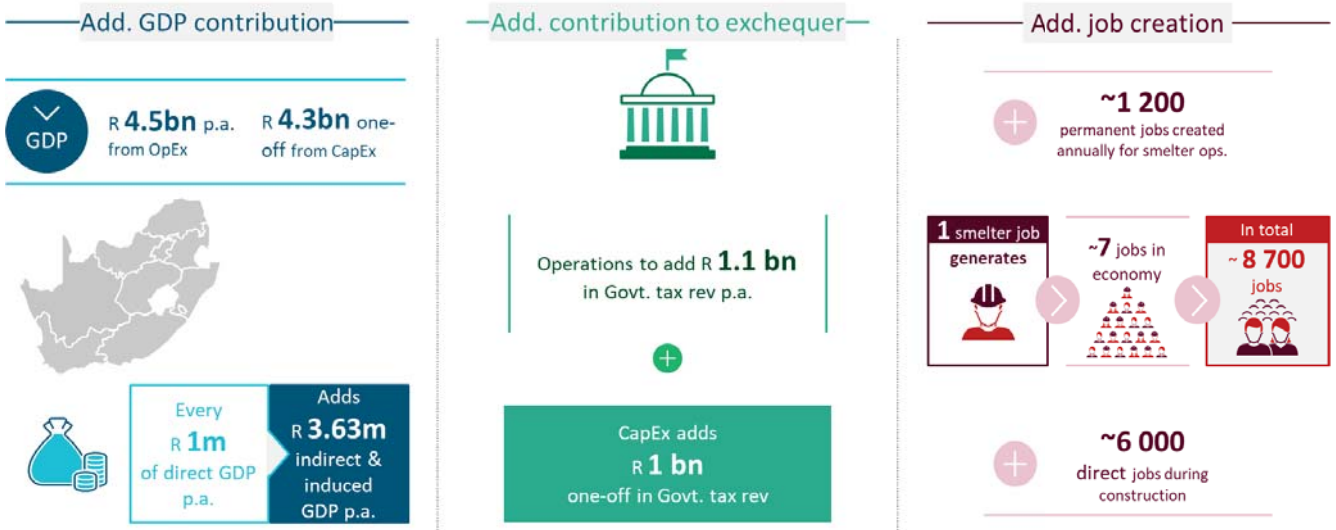 Add. GDP contribution
GDP
R 4.5bn p.a.
from OpEx
R 4.3bn one-
off from CapEx
Every
R 1m
of direct GDP
p.a.
Adds
R 3.63m
indirect &
induced
GDP p.a.
Add. contribution to exchequer
Operations to add R 1.1 bn
in Govt. tax rev p.a.
CapEx adds
R 1 bn
one-off in Govt. tax rev
Add. job creation
~1 200
permanent jobs created
annually for smelter ops.
1 smelter job
generates
~7 jobs in
economy
In total
~ 8 700
jobs
~6 000
direct jobs during
construction